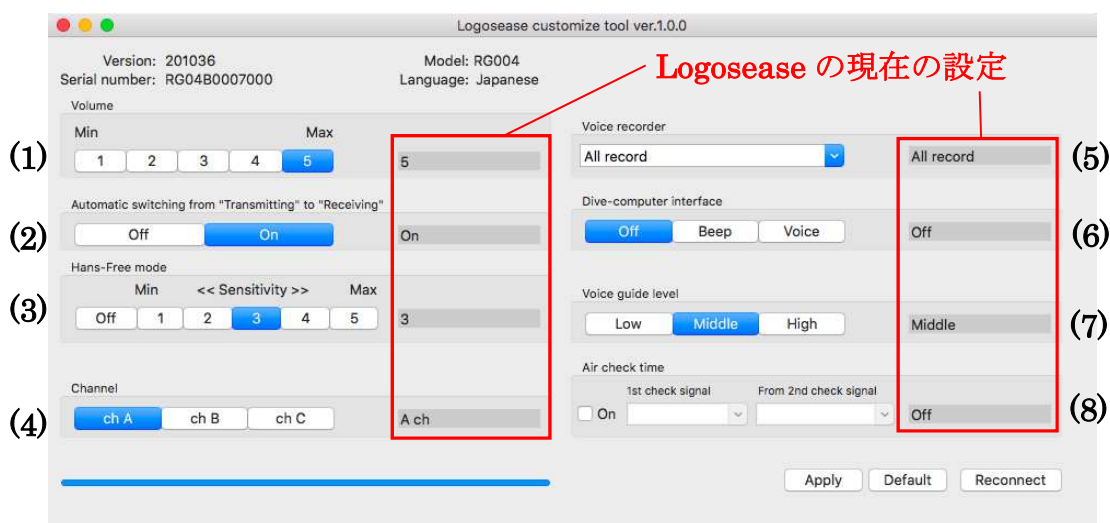 Logosease customize tool ver.1.0.0
Version: 201036
Serial number: RG04B0007000
Model: RG004
Language: Japanese
Logosease の現在の設定
Volume
Min Max
(1) 1 2 3 4 5 5
Automatic switching from "Transmitting" to "Receiving"
(2) Off On On
Hans-Free mode
Min << Sensitivity >> Max
(3) Off 1 2 3 4 5 3
Channel
(4) ch A ch B ch C A ch
Voice recorder
All record All record (5)
Dive-computer interface
Off Beep Voice Off (6)
Voice guide level
Low Middle High Middle (7)
Air check time
1st check signal From 2nd check signal
On Off (8)
Apply Default Reconnect